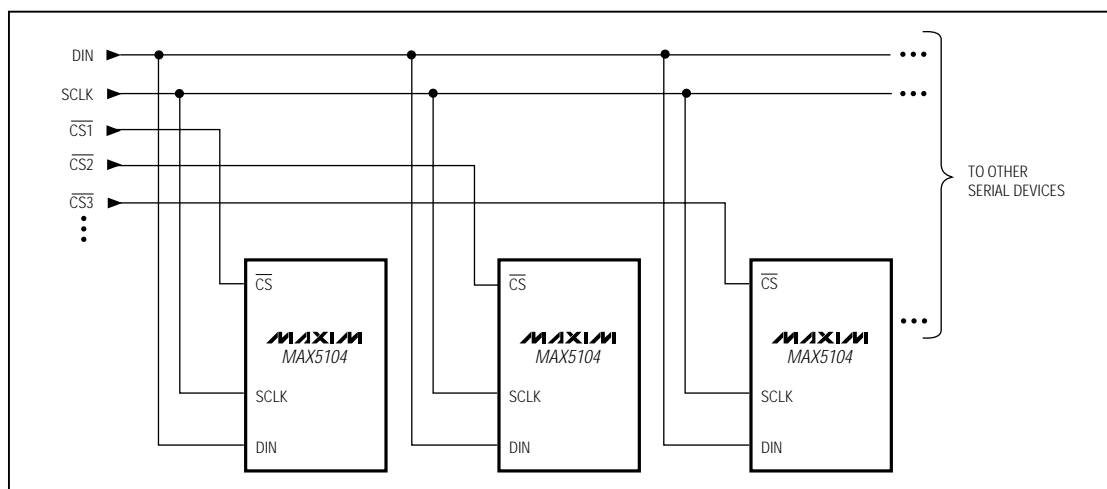 DIN
SCLK
CS1
CS2
CS3
TO OTHER
SERIAL DEVICES
CS
MAXIM
MAX5104
SCLK
DIN
CS
MAXIM
MAX5104
SCLK
DIN
CS
MAXIM
MAX5104
SCLK
DIN